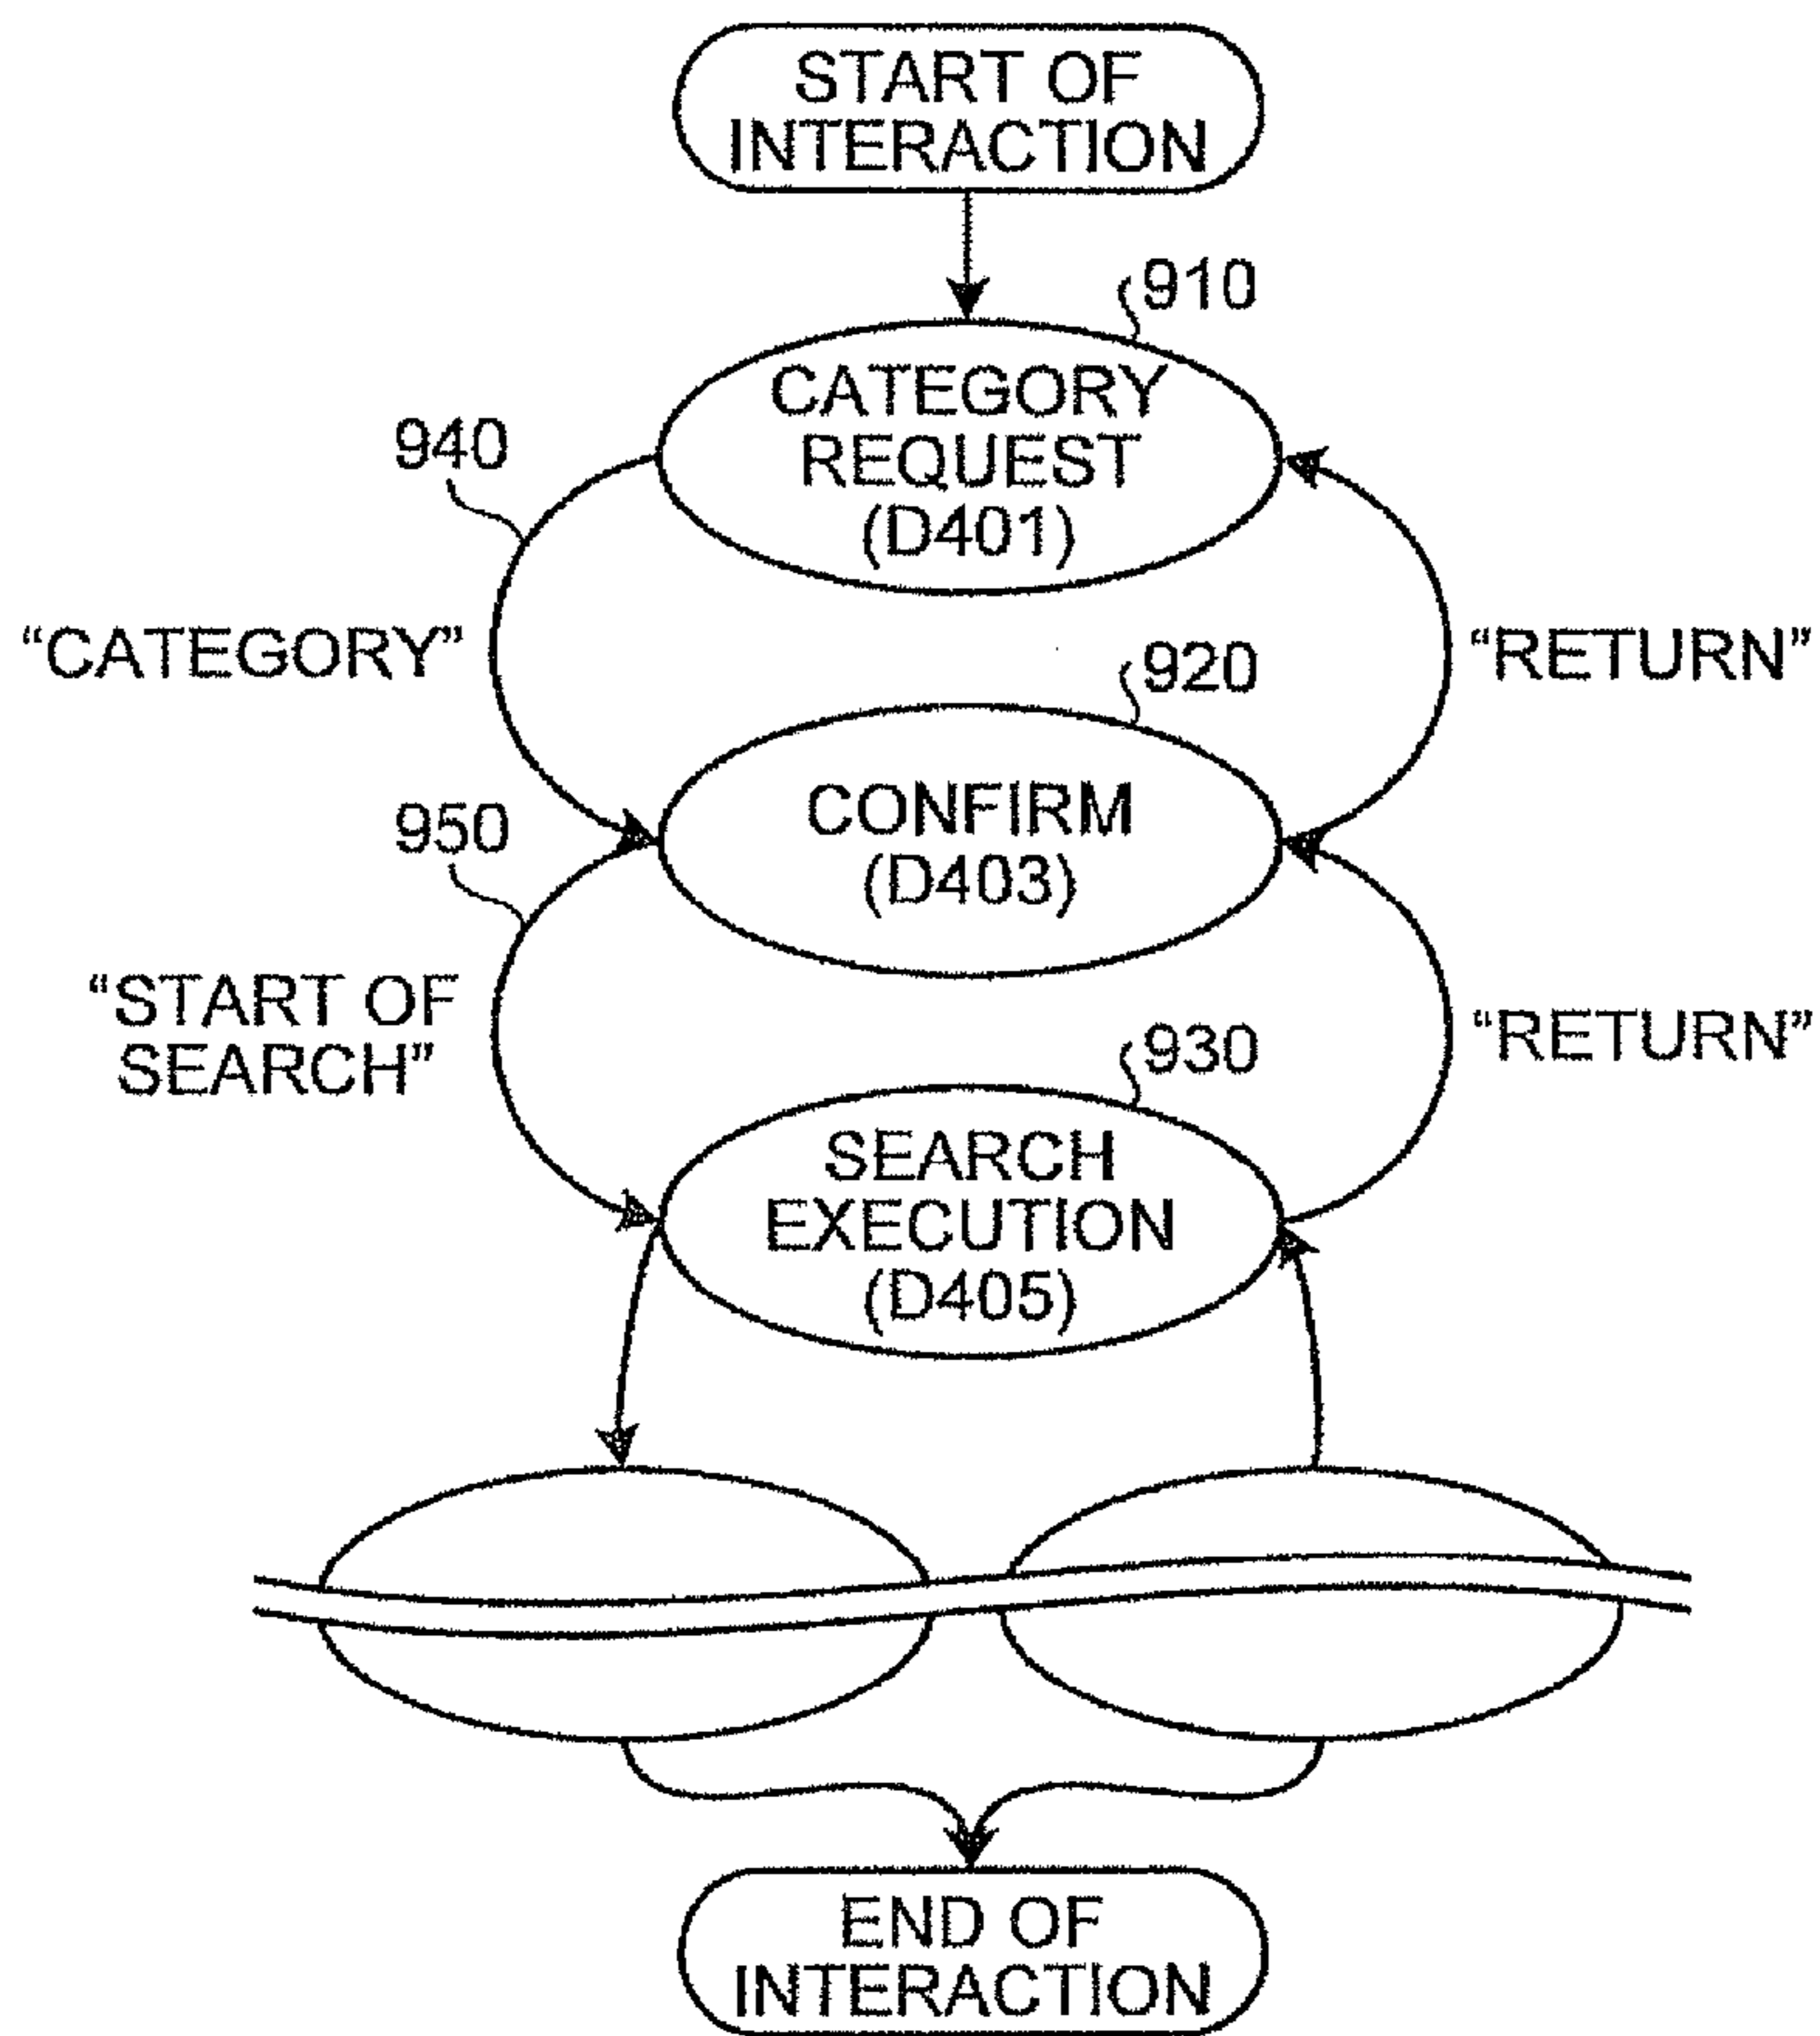 START OF
INTERACTION
910
CATEGORY
REQUEST
(D401)
940
“CATEGORY”
“RETURN”
920
CONFIRM
(D403)
950
“START OF
SEARCH”
“RETURN”
930
SEARCH
EXECUTION
(D405)
END OF
INTERACTION